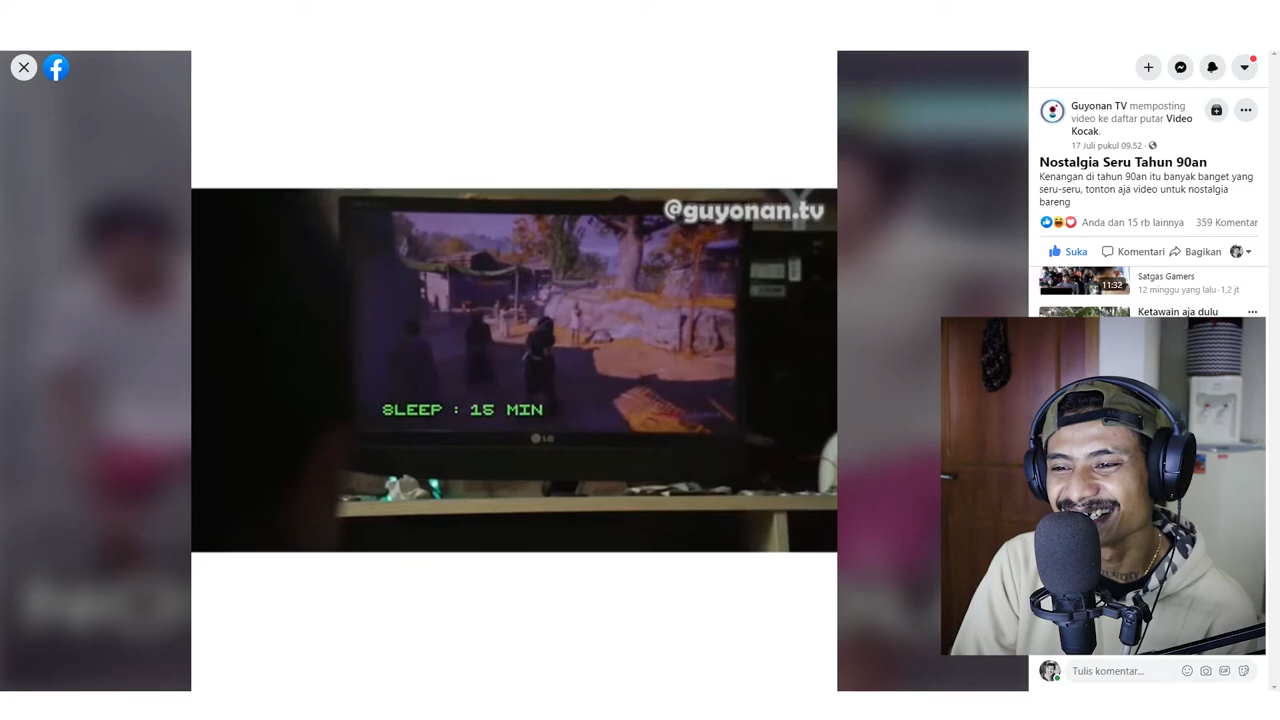 @guyonan.tv
SLEEP : 15 MIN
LG
Guyonan TV memposting
video ke daftar putar Video
Kocak.
17 Juli pukul 09.52
Nostalgia Seru Tahun 90an
Kenangan di tahun 90an itu banyak banget yang
seru-seru, tonton aja video untuk nostalgia
bareng
Anda dan 15 rb lainnya 359 Komentar
Suka Komentari Bagikan
11:32
Satgas Gamers
12 minggu yang lalu · 1,2 jt
Ketawain aja dulu
Tulis komentar...
GIF